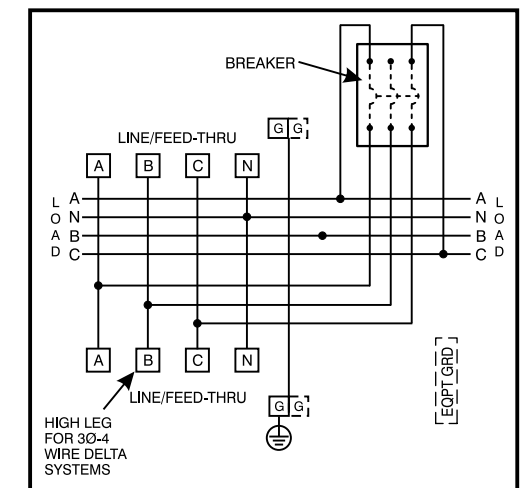 BREAKER
G G
LINE/FEED-THRU
A B C N
L O A D
A
N
B
C
A
N
B
C
L O A D
A B C N
LINE/FEED-THRU
G G
EQPT GRD
HIGH LEG
FOR 3Ø-4
WIRE DELTA
SYSTEMS